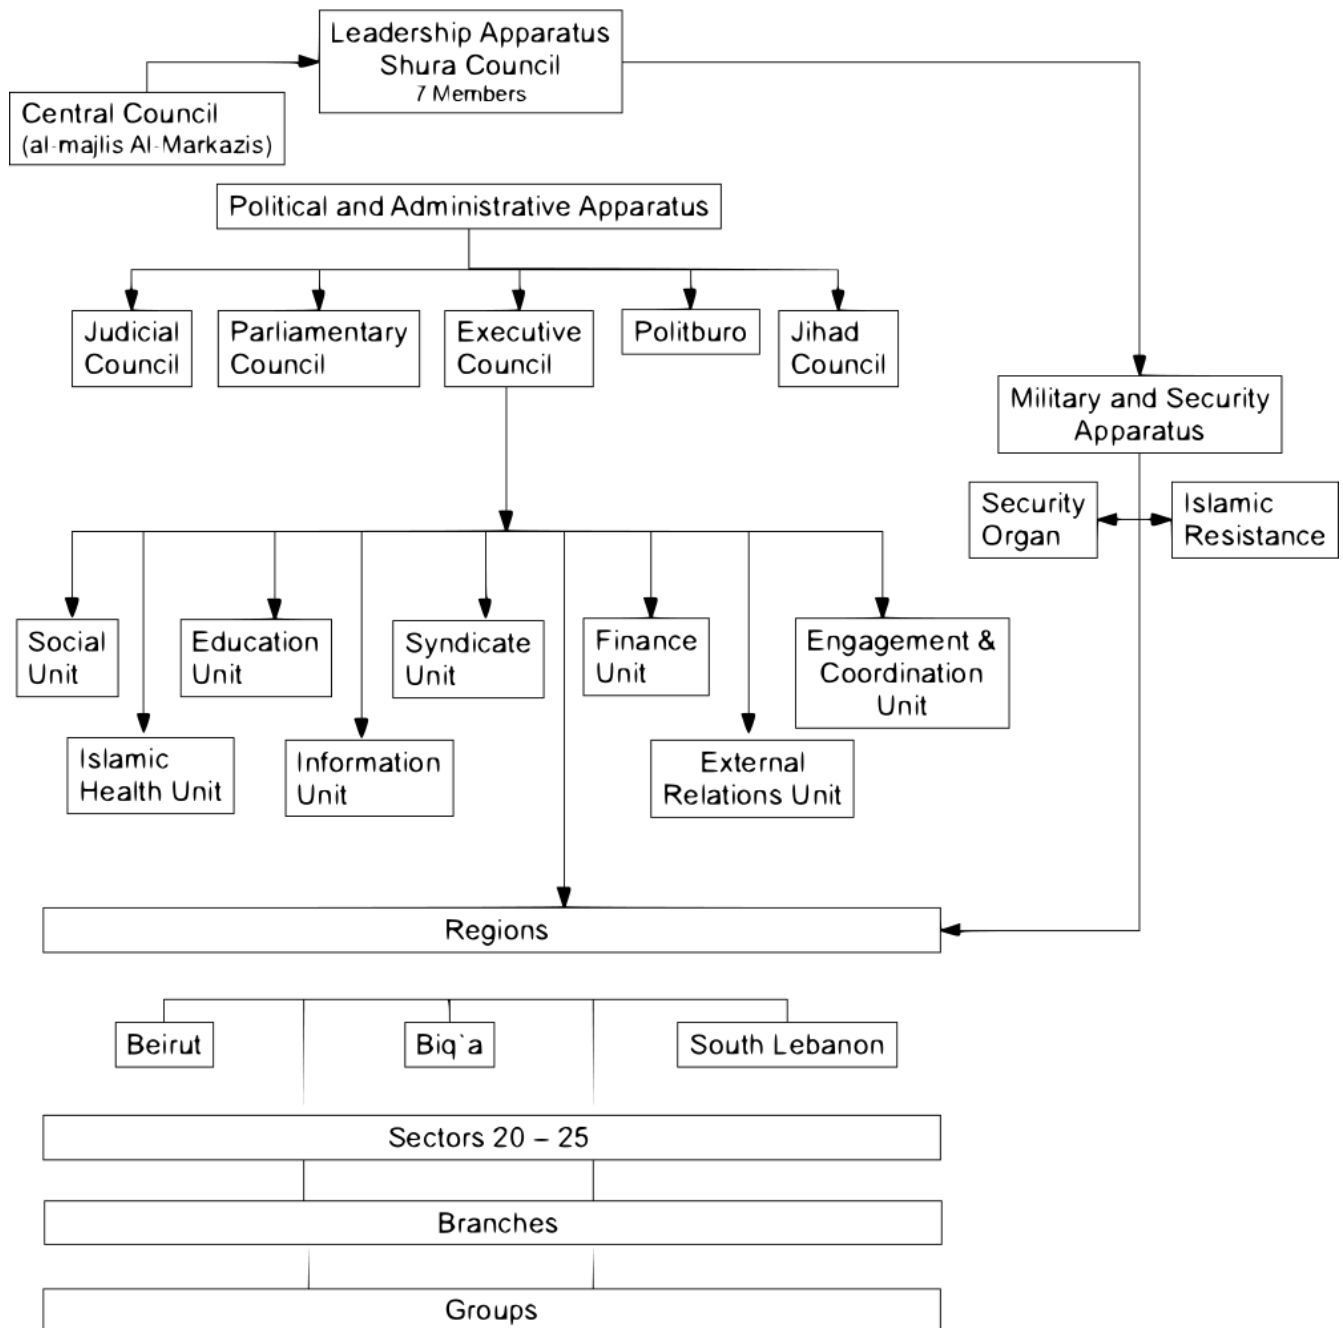 Leadership Apparatus
Shura Council
7 Members
Central Council
(al-majlis Al-Markazis)
Political and Administrative Apparatus
Judicial
Council
Parliamentary
Council
Executive
Council
Politburo
Jihad
Council
Military and Security
Apparatus
Security
Organ
Islamic
Resistance
Social
Unit
Education
Unit
Syndicate
Unit
Finance
Unit
Engagement &
Coordination
Unit
Islamic
Health Unit
Information
Unit
External
Relations Unit
Regions
Beirut
Biq`a
South Lebanon
Sectors 20 – 25
Branches
Groups